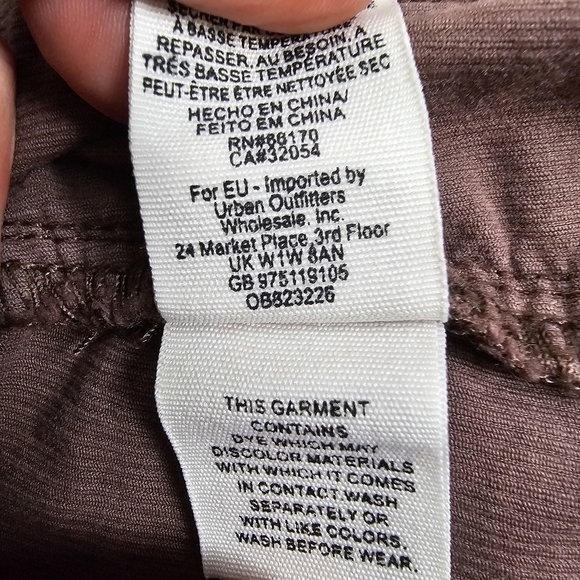 À BASSE TEMPÉRATURE
REPASSER, AU BESOIN, À
TRÈS BASSE TEMPÉRATURE
PEUT-ÊTRE ÊTRE NETTOYÉE SEC
HECHO EN CHINA/
FEITO EM CHINA
RN#66170
CA#32054
For EU - Imported by
Urban Outfitters
Wholesale, Inc.
24 Market Place, 3rd Floor
UK W1W 8AN
GB 975119105
OB523226
THIS GARMENT
CONTAINS
DYE WHICH MAY
DISCOLOR MATERIALS
WITH WHICH IT COMES
IN CONTACT WASH
SEPARATELY OR
WITH LIKE COLORS.
WASH BEFORE WEAR.